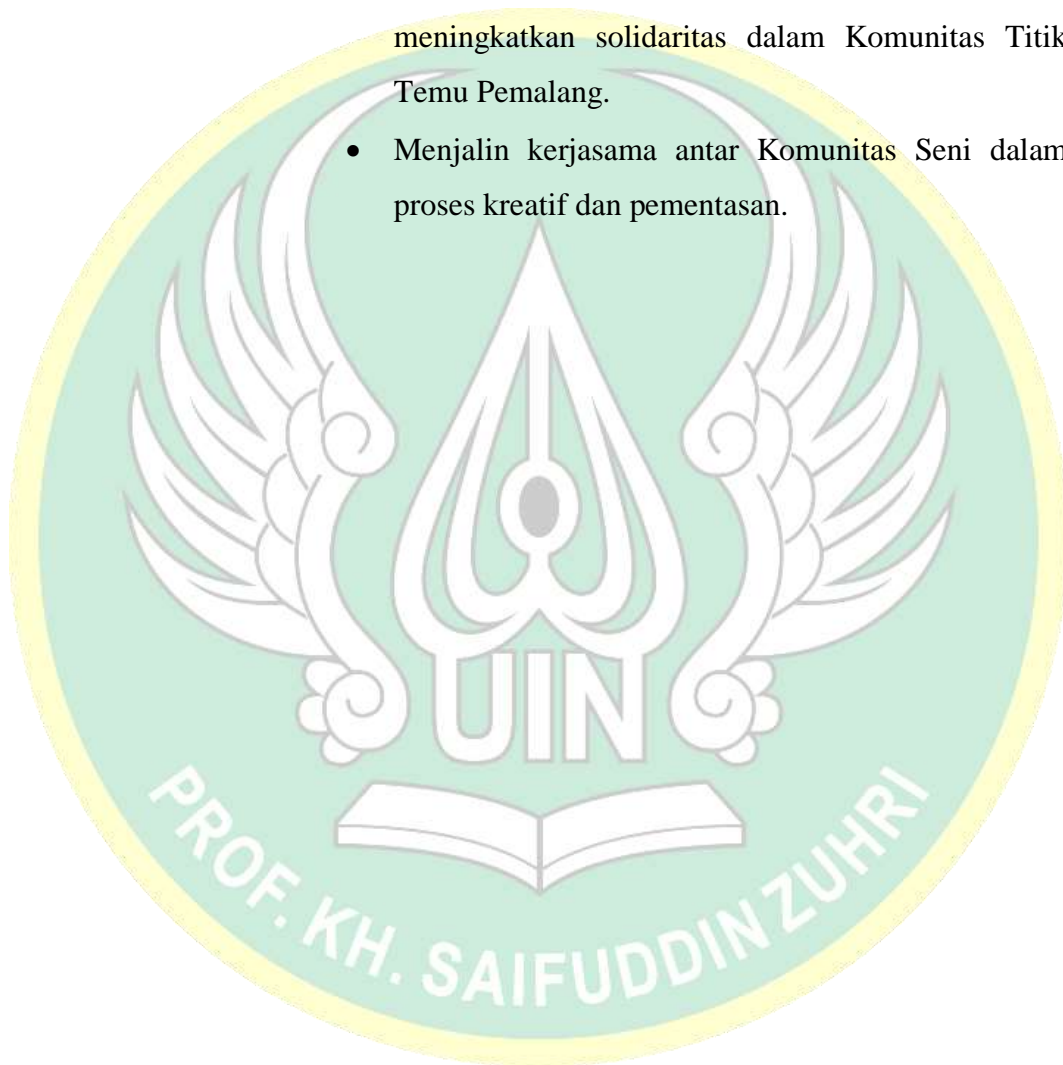 meningkatkan solidaritas dalam Komunitas Titik
Temu Pemalang.
• Menjalin kerjasama antar Komunitas Seni dalam
proses kreatif dan pementasan.
UIN
PROF. KH. SAIFUDDIN ZUHRI